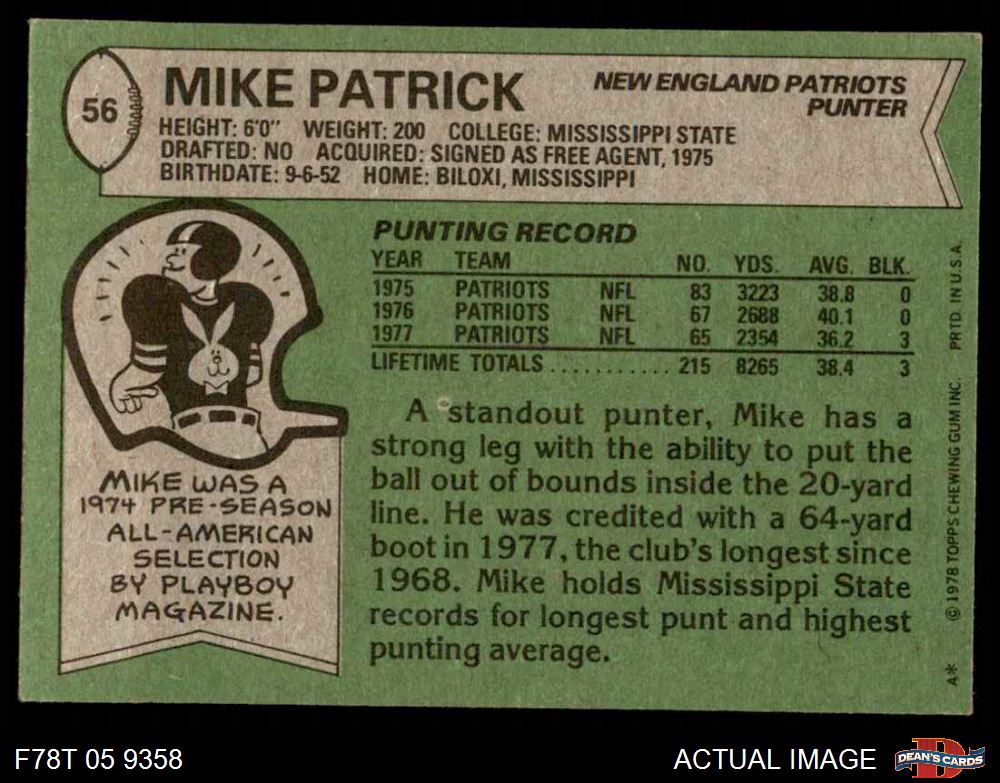 56
MIKE PATRICK
NEW ENGLAND PATRIOTS
PUNTER
HEIGHT: 6'0" WEIGHT: 200 COLLEGE: MISSISSIPPI STATE
DRAFTED: NO ACQUIRED: SIGNED AS FREE AGENT, 1975
BIRTHDATE: 9-6-52 HOME: BILOXI, MISSISSIPPI
MIKE WAS A
1974 PRE-SEASON
ALL-AMERICAN
SELECTION
BY PLAYBOY
MAGAZINE.
PUNTING RECORD
YEAR TEAM NO. YDS. AVG. BLK.
1975 PATRIOTS NFL 83 3223 38.8 0
1976 PATRIOTS NFL 67 2688 40.1 0
1977 PATRIOTS NFL 65 2354 36.2 3
LIFETIME TOTALS ........... 215 8265 38.4 3
A standout punter, Mike has a
strong leg with the ability to put the
ball out of bounds inside the 20-yard
line. He was credited with a 64-yard
boot in 1977, the club's longest since
1968. Mike holds Mississippi State
records for longest punt and highest
punting average.
A* © 1978 TOPPS CHEWING GUM INC. PRTD. IN U.S.A.
F78T 05 9358
ACTUAL IMAGE
D
DEAN'S CARDS